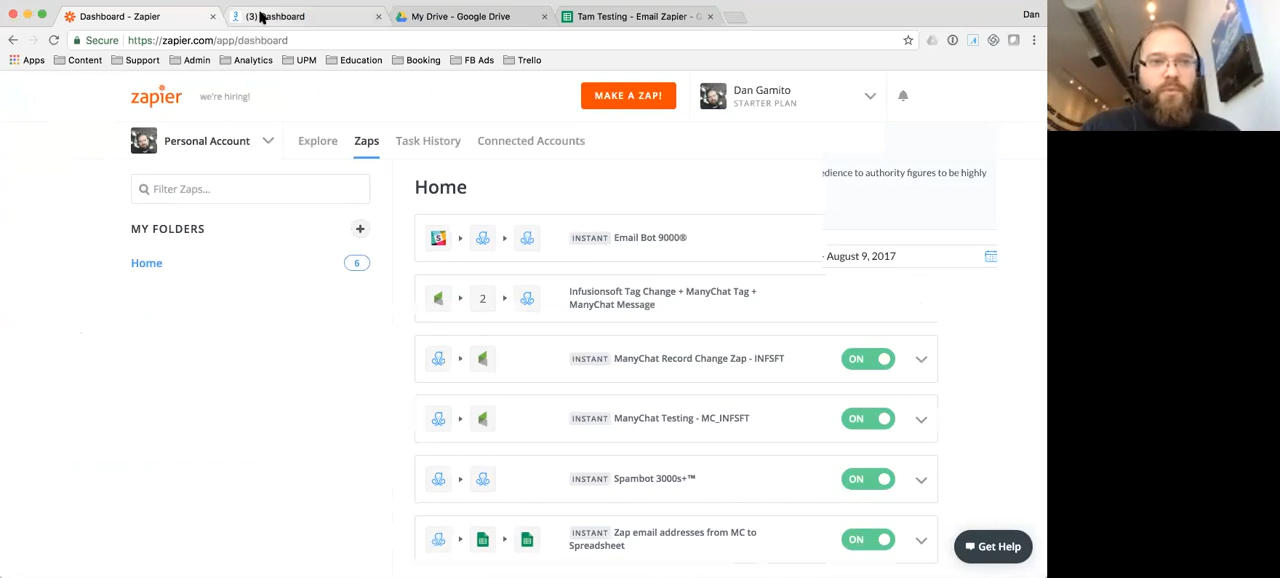 Dashboard - Zapier
(3) Dashboard
My Drive - Google Drive
Tam Testing - Email Zapier - G
Dan
Secure
https://zapier.com/app/dashboard
Apps
Content
Support
Admin
Analytics
UPM
Education
Booking
FB Ads
Trello
zapier
we're hiring!
MAKE A ZAP!
Dan Gamito
STARTER PLAN
Personal Account
Explore
Zaps
Task History
Connected Accounts
edience to authority figures to be highly
Filter Zaps...
Home
MY FOLDERS
+
INSTANT Email Bot 9000®
- August 9, 2017
Home
6
2
Infusionsoft Tag Change + ManyChat Tag +
ManyChat Message
INSTANT ManyChat Record Change Zap - INFSFT
ON
INSTANT ManyChat Testing - MC_INFSFT
ON
INSTANT Spambot 3000s+™
ON
INSTANT Zap email addresses from MC to
Spreadsheet
ON
Get Help